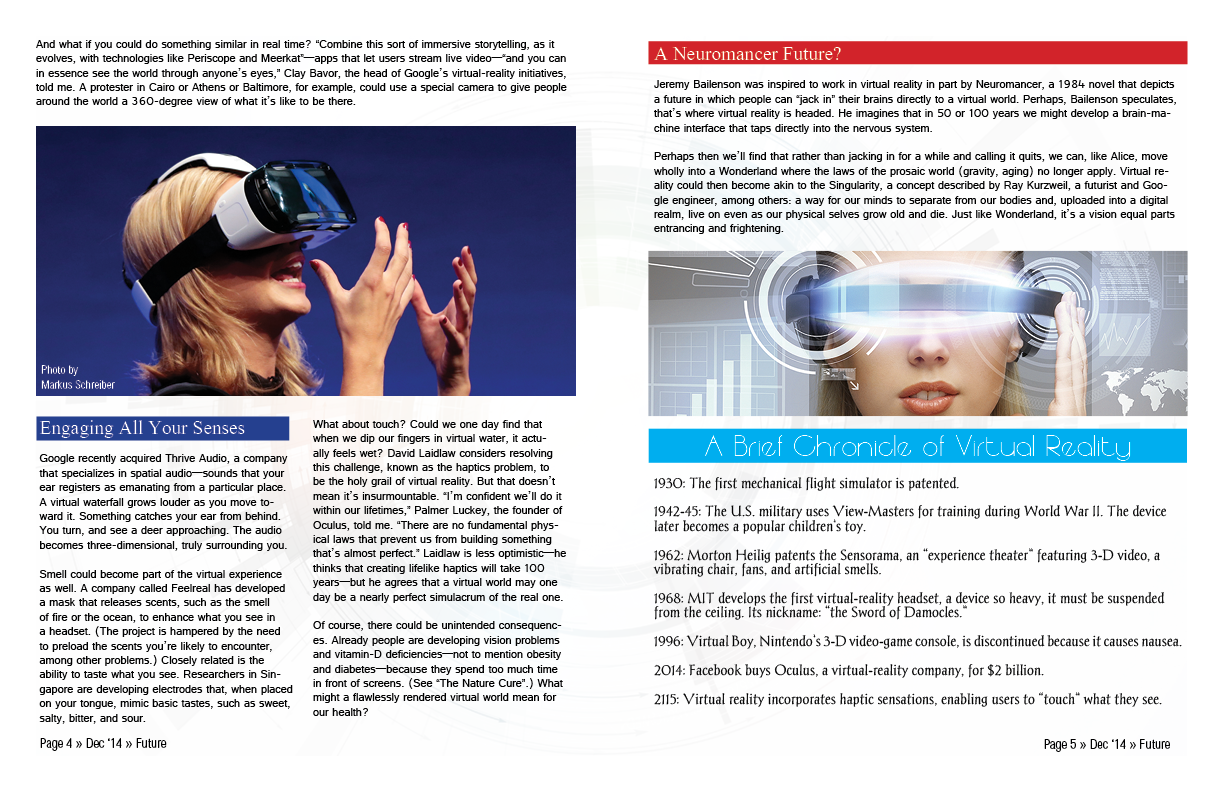 And what if you could do something similar in real time? “Combine this sort of immersive storytelling, as it
evolves, with technologies like Periscope and Meerkat”—apps that let users stream live video—“and you can
in essence see the world through anyone’s eyes,” Clay Bavor, the head of Google’s virtual-reality initiatives,
told me. A protester in Cairo or Athens or Baltimore, for example, could use a special camera to give people
around the world a 360-degree view of what it’s like to be there.
Photo by
Markus Schreiber
Engaging All Your Senses
Google recently acquired Thrive Audio, a company
that specializes in spatial audio—sounds that your
ear registers as emanating from a particular place.
A virtual waterfall grows louder as you move to-
ward it. Something catches your ear from behind.
You turn, and see a deer approaching. The audio
becomes three-dimensional, truly surrounding you.
Smell could become part of the virtual experience
as well. A company called Feelreal has developed
a mask that releases scents, such as the smell
of fire or the ocean, to enhance what you see in
a headset. (The project is hampered by the need
to preload the scents you’re likely to encounter,
among other problems.) Closely related is the
ability to taste what you see. Researchers in Sin-
gapore are developing electrodes that, when placed
on your tongue, mimic basic tastes, such as sweet,
salty, bitter, and sour.
What about touch? Could we one day find that
when we dip our fingers in virtual water, it actu-
ally feels wet? David Laidlaw considers resolving
this challenge, known as the haptics problem, to
be the holy grail of virtual reality. But that doesn’t
mean it’s insurmountable. “I’m confident we’ll do it
within our lifetimes,” Palmer Luckey, the founder of
Oculus, told me. “There are no fundamental phys-
ical laws that prevent us from building something
that’s almost perfect.” Laidlaw is less optimistic—he
thinks that creating lifelike haptics will take 100
years—but he agrees that a virtual world may one
day be a nearly perfect simulacrum of the real one.
Of course, there could be unintended consequenc-
es. Already people are developing vision problems
and vitamin-D deficiencies—not to mention obesity
and diabetes—because they spend too much time
in front of screens. (See “The Nature Cure”.) What
might a flawlessly rendered virtual world mean for
our health?
Page 4 » Dec ‘14 » Future
A Neuromancer Future?
Jeremy Bailenson was inspired to work in virtual reality in part by Neuromancer, a 1984 novel that depicts
a future in which people can “jack in” their brains directly to a virtual world. Perhaps, Bailenson speculates,
that’s where virtual reality is headed. He imagines that in 50 or 100 years we might develop a brain-ma-
chine interface that taps directly into the nervous system.
Perhaps then we’ll find that rather than jacking in for a while and calling it quits, we can, like Alice, move
wholly into a Wonderland where the laws of the prosaic world (gravity, aging) no longer apply. Virtual re-
ality could then become akin to the Singularity, a concept described by Ray Kurzweil, a futurist and Goo-
gle engineer, among others: a way for our minds to separate from our bodies and, uploaded into a digital
realm, live on even as our physical selves grow old and die. Just like Wonderland, it’s a vision equal parts
entrancing and frightening.
A Brief Chronicle of Virtual Reality
1930: The first mechanical flight simulator is patented.
1942-45: The U.S. military uses View-Masters for training during World War II. The device
later becomes a popular children's toy.
1962: Morton Heilig patents the Sensorama, an "experience theater" featuring 3-D video, a
vibrating chair, fans, and artificial smells.
1968: MIT develops the first virtual-reality headset, a device so heavy, it must be suspended
from the ceiling. Its nickname: "the Sword of Damocles."
1996: Virtual Boy, Nintendo's 3-D video-game console, is discontinued because it causes nausea.
2014: Facebook buys Oculus, a virtual-reality company, for $2 billion.
2115: Virtual reality incorporates haptic sensations, enabling users to "touch" what they see.
Page 5 » Dec ‘14 » Future